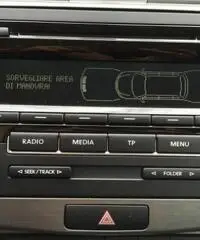 SORVEGLIARE AREA
DI MANOVRA!
RADIO
MEDIA
TP
MENU
◁ SEEK / TRACK ▷
◁ FOLDER ▷